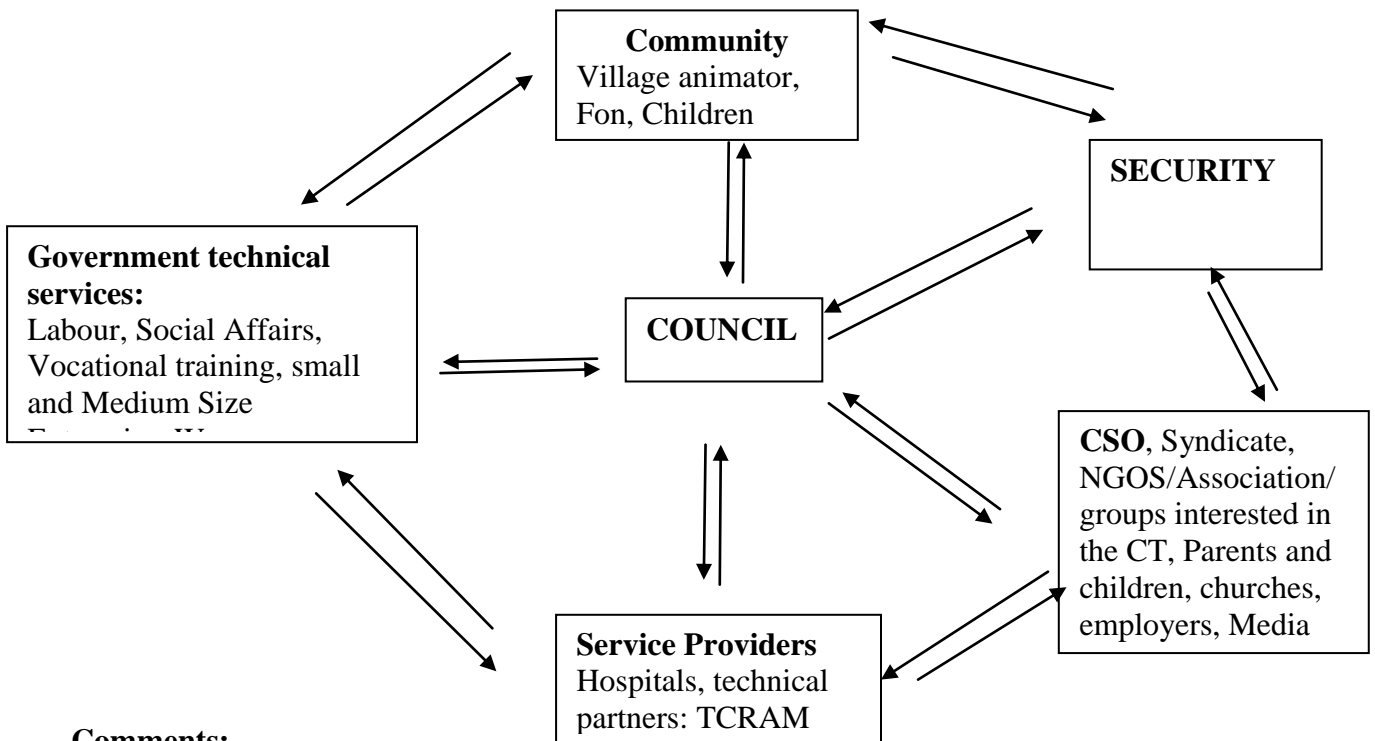 Community
Village animator,
Fon, Children
SECURITY
Government technical
services:
Labour, Social Affairs,
Vocational training, small
and Medium Size
COUNCIL
CSO, Syndicate,
NGOS/Association/
groups interested in
the CT, Parents and
children, churches,
employers, Media
Service Providers
Hospitals, technical
partners: TCRAM
Comments: